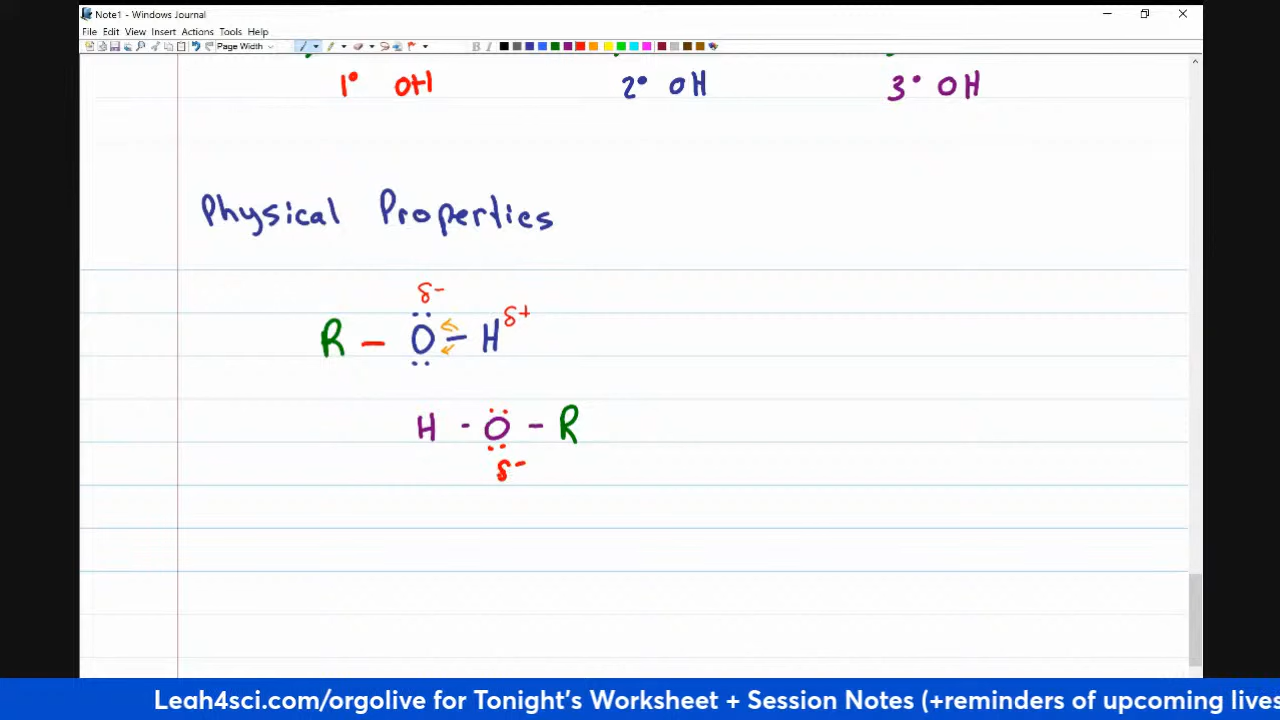 Note1 - Windows Journal
File Edit View Insert Actions Tools Help
Page Width
B I
1° OH 2° OH 3° OH
Physical Properties
δ-
R - O - H δ+
H - O - R
δ-
Leah4sci.com/orgolive for Tonight's Worksheet + Session Notes (+reminders of upcoming lives